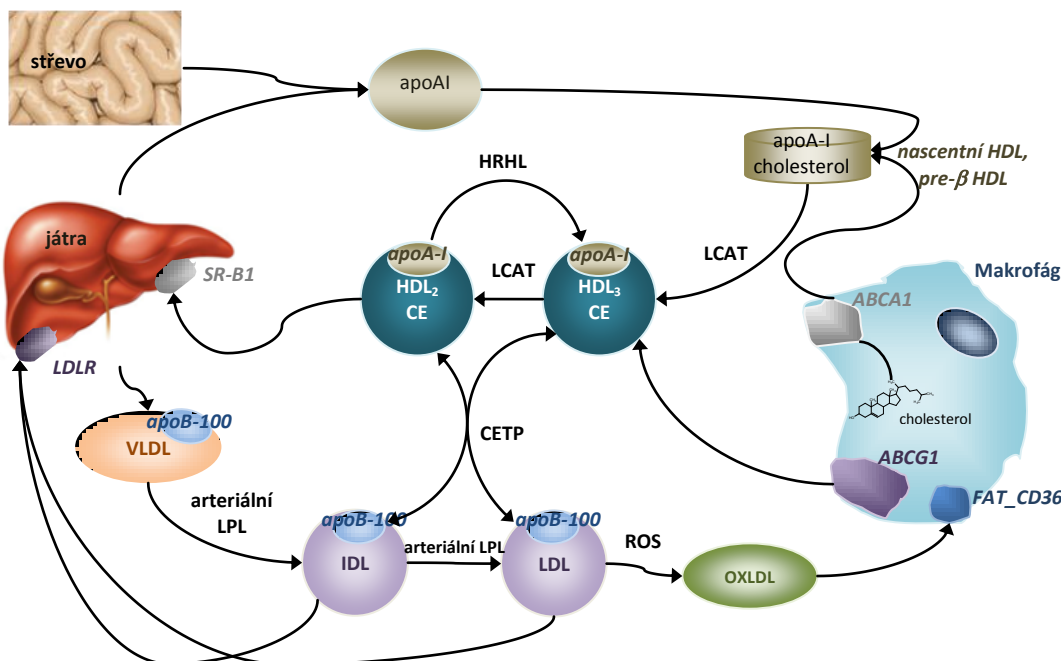 střevo
apoAI
apoA-I
cholesterol
nascentní HDL,
pre-β HDL
HRHL
játra
SR-B1
apoA-I
HDL2
CE
LCAT
apoA-I
HDL3
CE
LCAT
Makrofág
ABCA1
LDLR
cholesterol
apoB-100
VLDL
CETP
ABCG1
FAT_CD36
arteriální
LPL
apoB-100
IDL
arteriální LPL
apoB-100
LDL
ROS
OXLDL